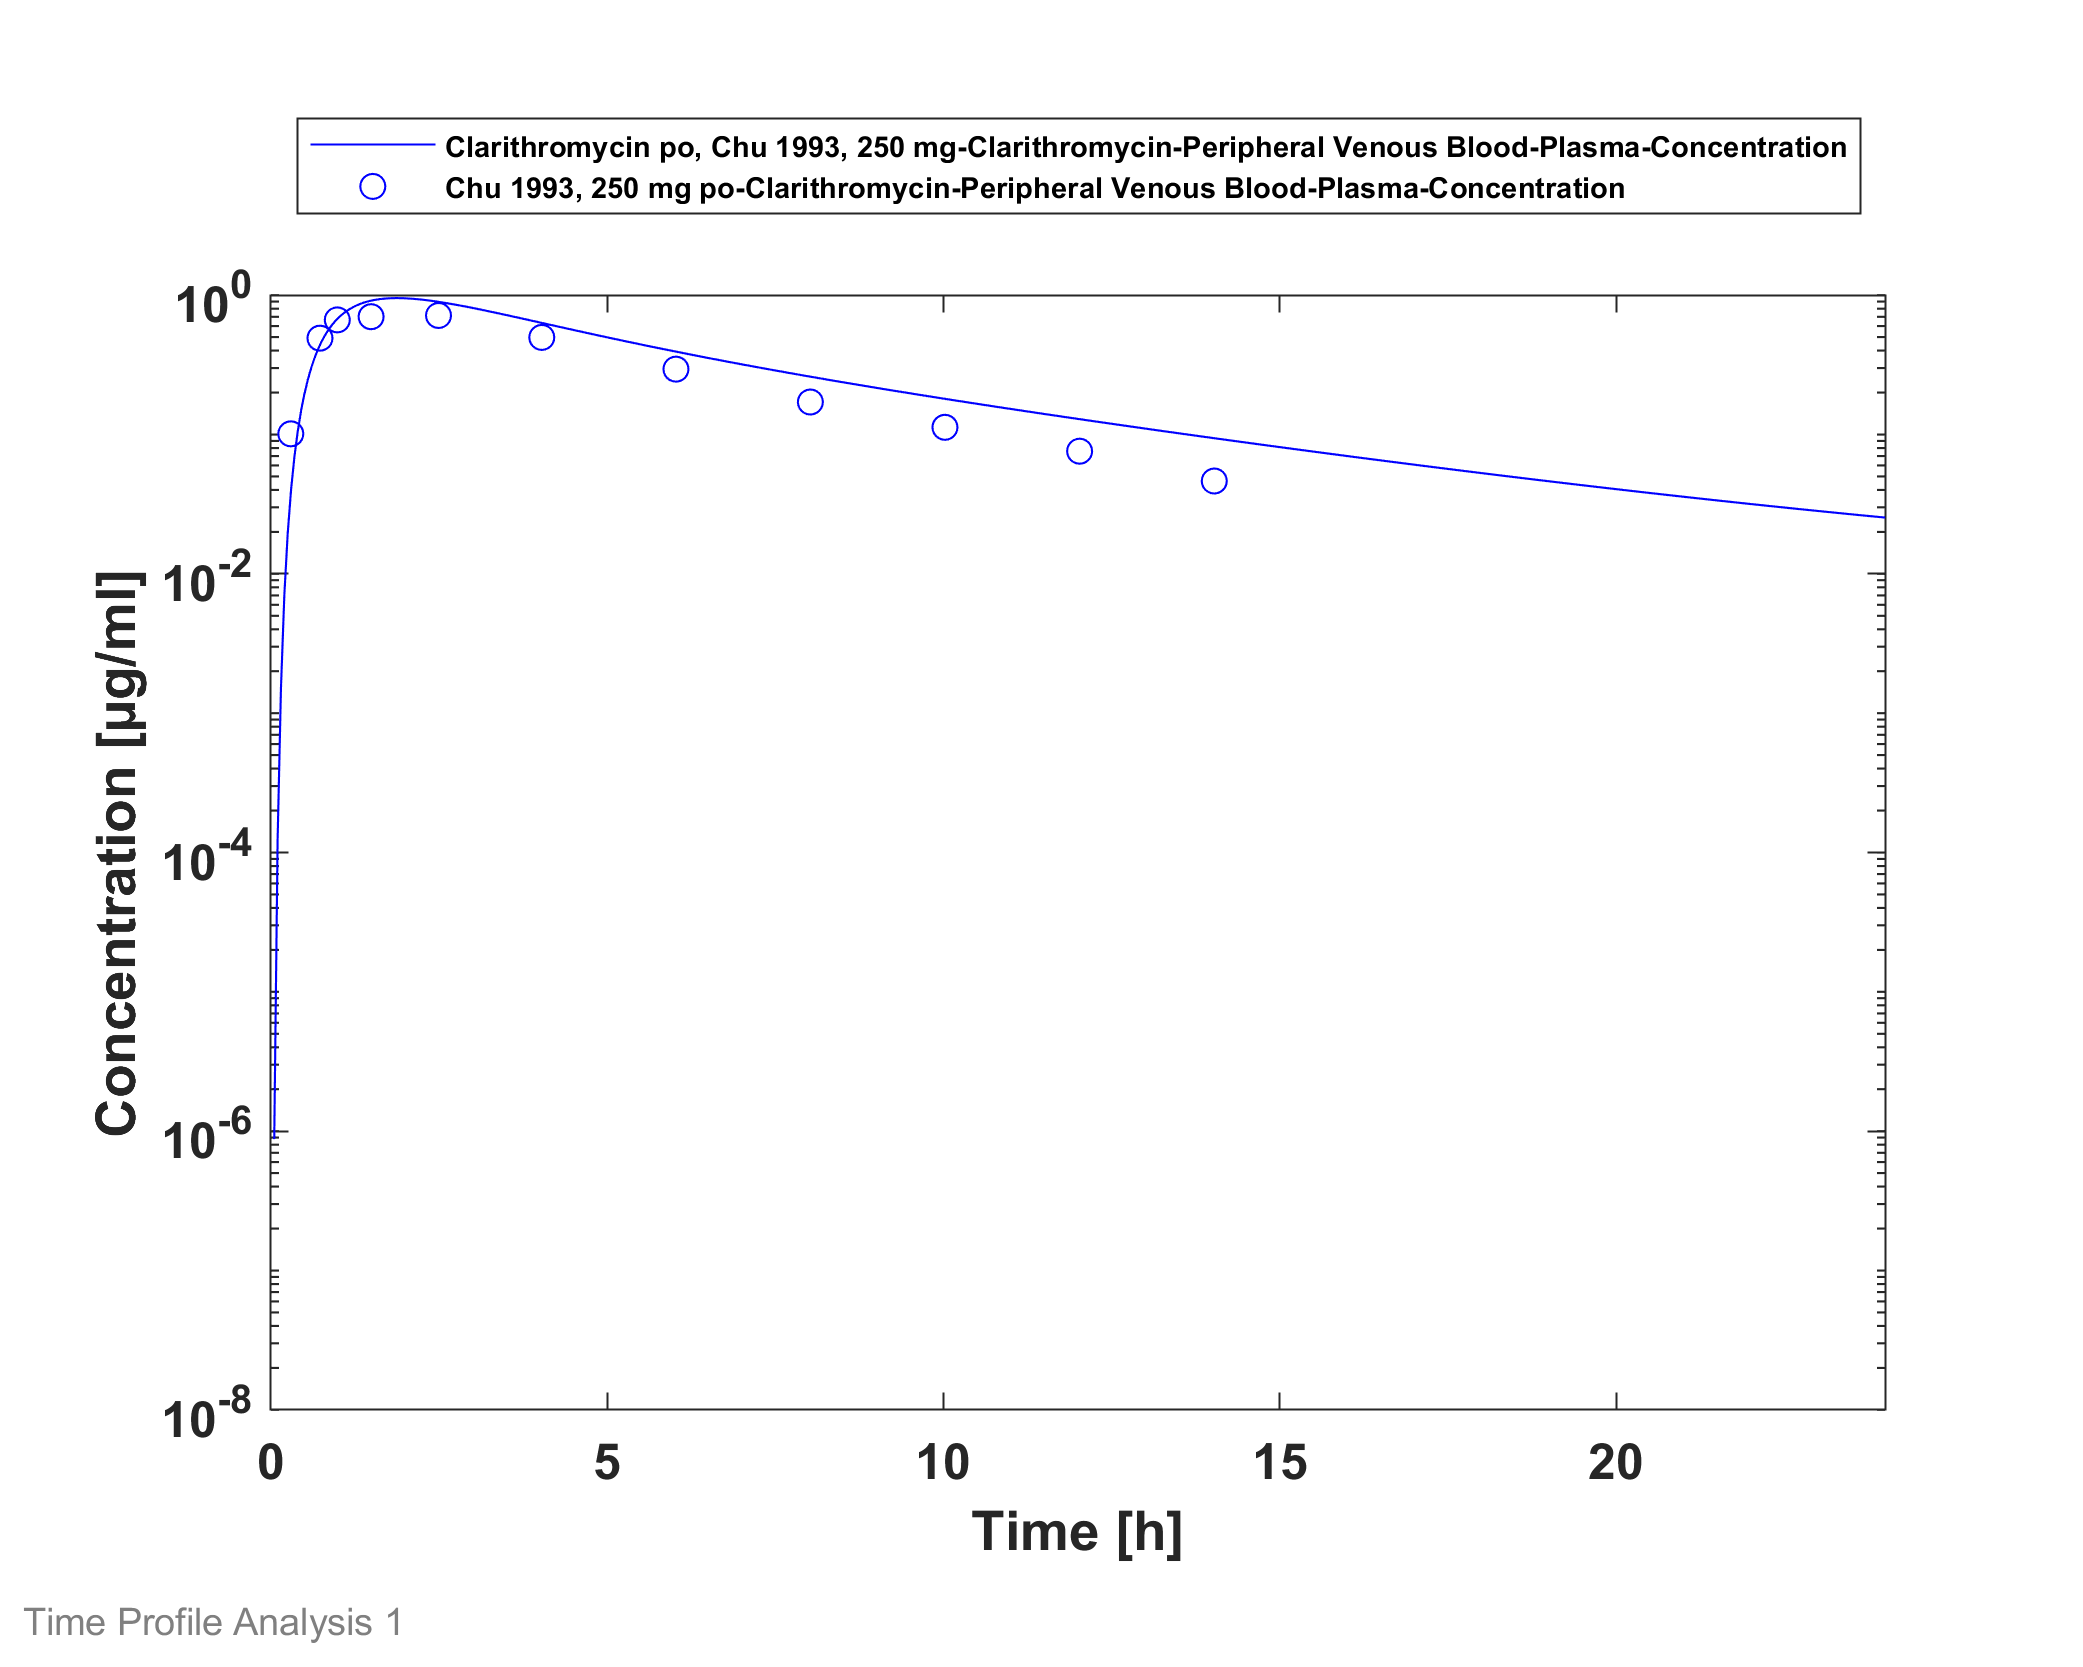 Clarithromycin po, Chu 1993, 250 mg-Clarithromycin-Peripheral Venous Blood-Plasma-Concentration
Chu 1993, 250 mg po-Clarithromycin-Peripheral Venous Blood-Plasma-Concentration
10^0
10^-2
10^-4
10^-6
10^-8
Concentration [µg/ml]
0 5 10 15 20
Time [h]
Time Profile Analysis 1